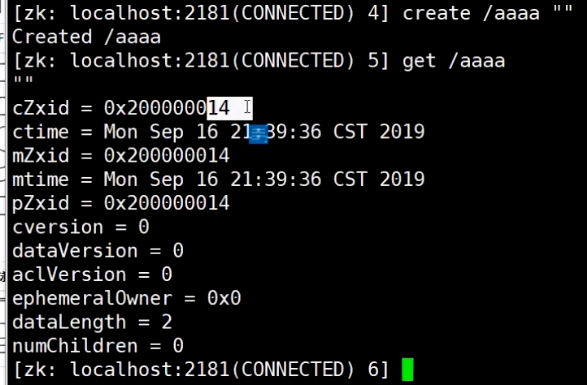 [zk: localhost:2181(CONNECTED) 4] create /aaaa ""
Created /aaaa
[zk: localhost:2181(CONNECTED) 5] get /aaaa
""
cZxid = 0x200000014
ctime = Mon Sep 16 21:39:36 CST 2019
mZxid = 0x200000014
mtime = Mon Sep 16 21:39:36 CST 2019
pZxid = 0x200000014
cversion = 0
dataVersion = 0
aclVersion = 0
ephemeralOwner = 0x0
dataLength = 2
numChildren = 0
[zk: localhost:2181(CONNECTED) 6]